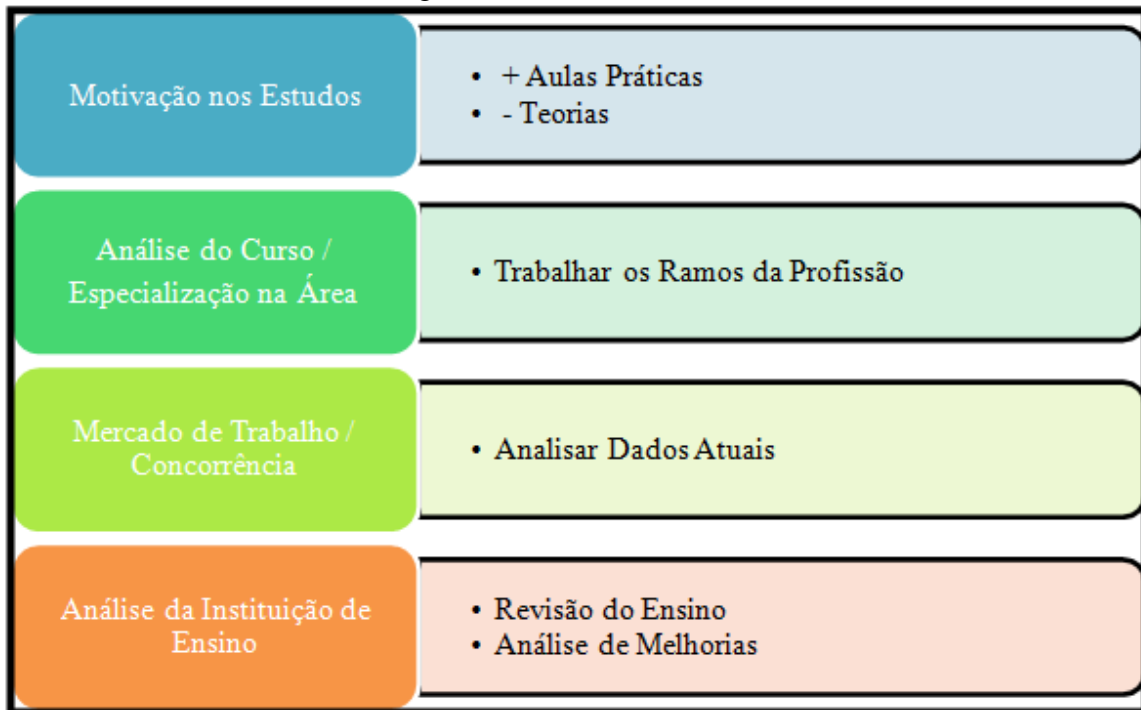 Motivação nos Estudos
• + Aulas Práticas
• - Teorias
Análise do Curso /
Especialização na Área
• Trabalhar os Ramos da Profissão
Mercado de Trabalho /
Concorrência
• Analisar Dados Atuais
Análise da Instituição de
Ensino
• Revisão do Ensino
• Análise de Melhorias